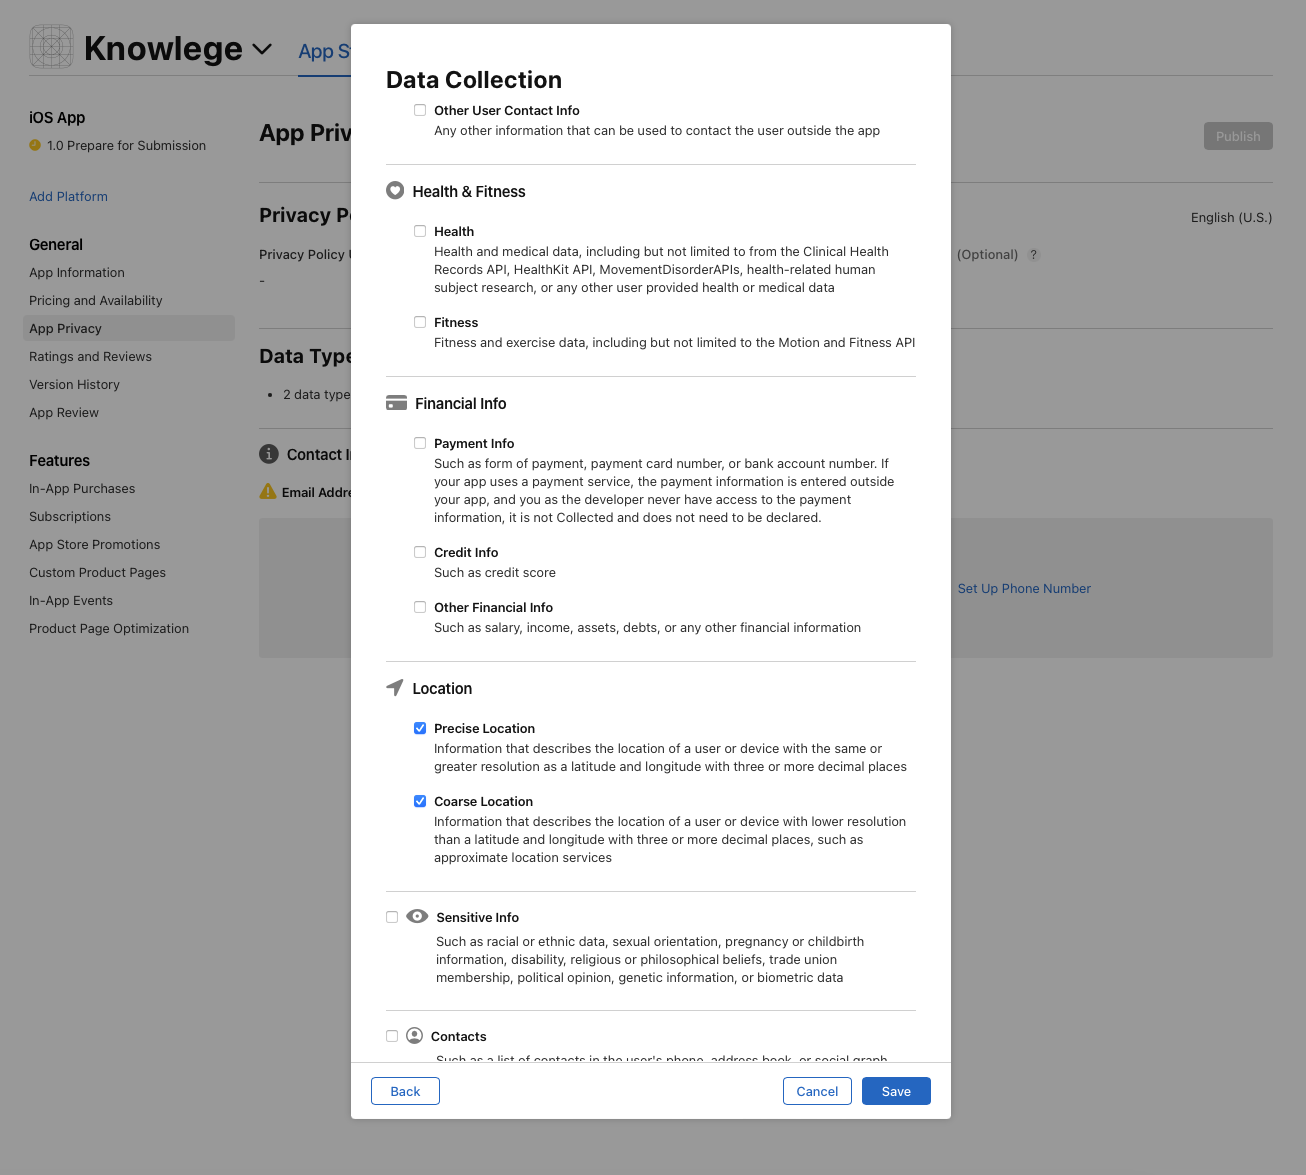 Knowlege
App S
iOS App
1.0 Prepare for Submission
Add Platform
General
App Information
Pricing and Availability
App Privacy
Ratings and Reviews
Version History
App Review
Features
In-App Purchases
Subscriptions
App Store Promotions
Custom Product Pages
In-App Events
Product Page Optimization
App Priv
Publish
Privacy Po
English (U.S.)
Privacy Policy U
(Optional) ?
-
Data Type
• 2 data type
Contact I
Email Addre
Set Up Phone Number
Data Collection
Other User Contact Info
Any other information that can be used to contact the user outside the app
Health & Fitness
Health
Health and medical data, including but not limited to from the Clinical Health
Records API, HealthKit API, MovementDisorderAPIs, health-related human
subject research, or any other user provided health or medical data
Fitness
Fitness and exercise data, including but not limited to the Motion and Fitness API
Financial Info
Payment Info
Such as form of payment, payment card number, or bank account number. If
your app uses a payment service, the payment information is entered outside
your app, and you as the developer never have access to the payment
information, it is not Collected and does not need to be declared.
Credit Info
Such as credit score
Other Financial Info
Such as salary, income, assets, debts, or any other financial information
Location
Precise Location
Information that describes the location of a user or device with the same or
greater resolution as a latitude and longitude with three or more decimal places
Coarse Location
Information that describes the location of a user or device with lower resolution
than a latitude and longitude with three or more decimal places, such as
approximate location services
Sensitive Info
Such as racial or ethnic data, sexual orientation, pregnancy or childbirth
information, disability, religious or philosophical beliefs, trade union
membership, political opinion, genetic information, or biometric data
Contacts
Such as a list of contacts in the user's phone, address book, or social graph
Back
Cancel
Save